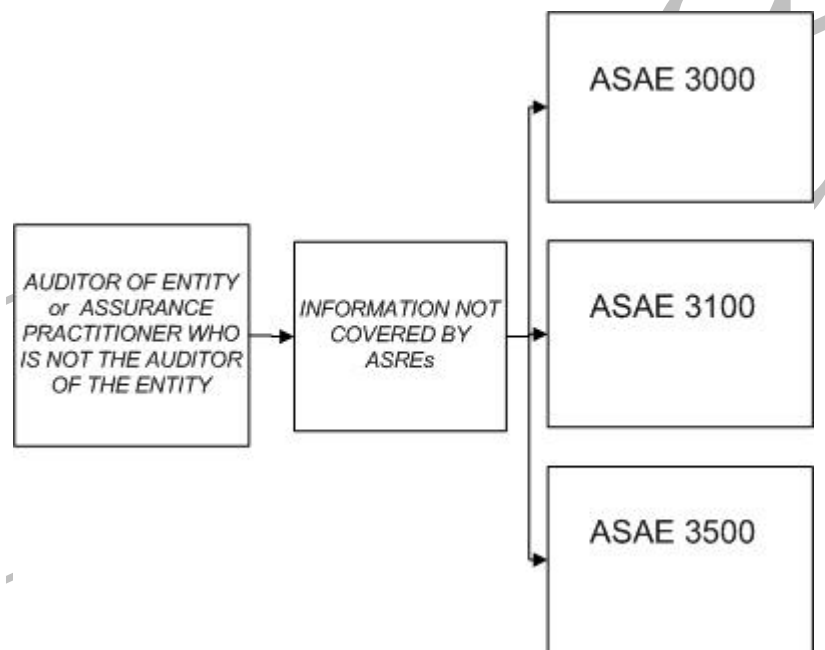 AUDITOR OF ENTITY
or ASSURANCE
PRACTITIONER WHO
IS NOT THE AUDITOR
OF THE ENTITY
INFORMATION NOT
COVERED BY
ASREs
ASAE 3000
ASAE 3100
ASAE 3500